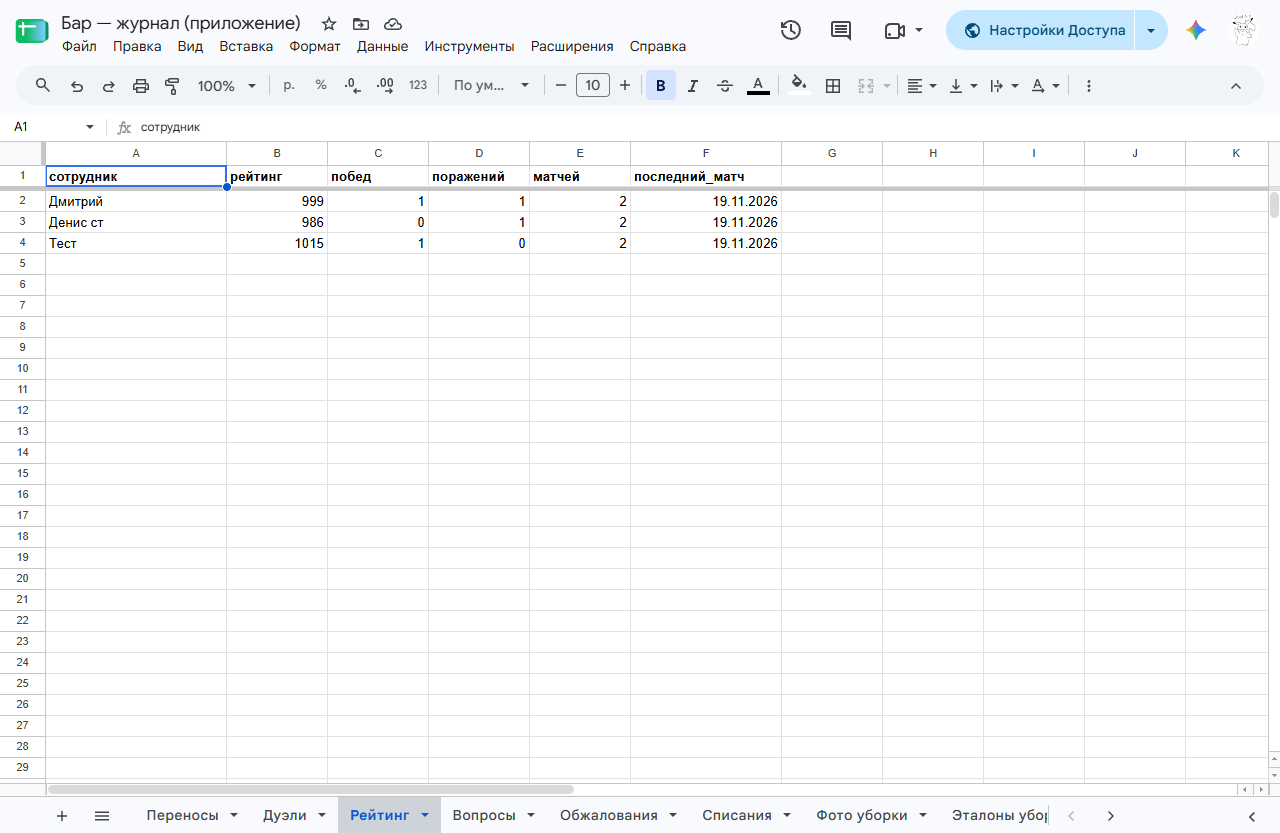 Бар — журнал (приложение)
Файл Правка Вид Вставка Формат Данные Инструменты Расширения Справка
Настройки Доступа
100% р. % .0 .00 123 По ум... 10 B I A
A1 fx сотрудник
A B C D E F G H I J K
1 сотрудник рейтинг побед поражений матчей последний_матч
2 Дмитрий 999 1 1 2 19.11.2026
3 Денис ст 986 0 1 2 19.11.2026
4 Тест 1015 1 0 2 19.11.2026
5
6
7
8
9
10
11
12
13
14
15
16
17
18
19
20
21
22
23
24
25
26
27
28
29
Переносы Дуэли Рейтинг Вопросы Обжалования Списания Фото уборки Эталоны убор